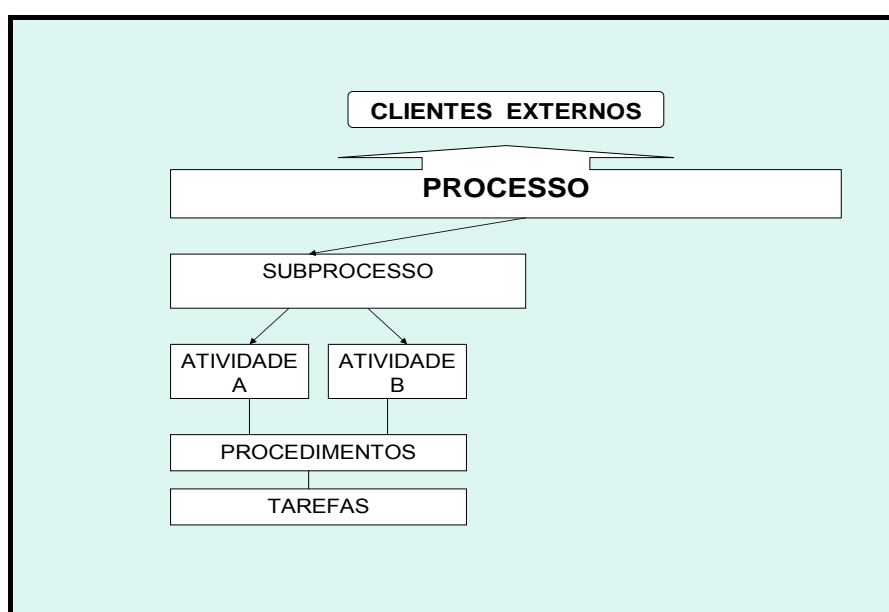 CLIENTES EXTERNOS
PROCESSO
SUBPROCESSO
ATIVIDADE
A
ATIVIDADE
B
PROCEDIMENTOS
TAREFAS